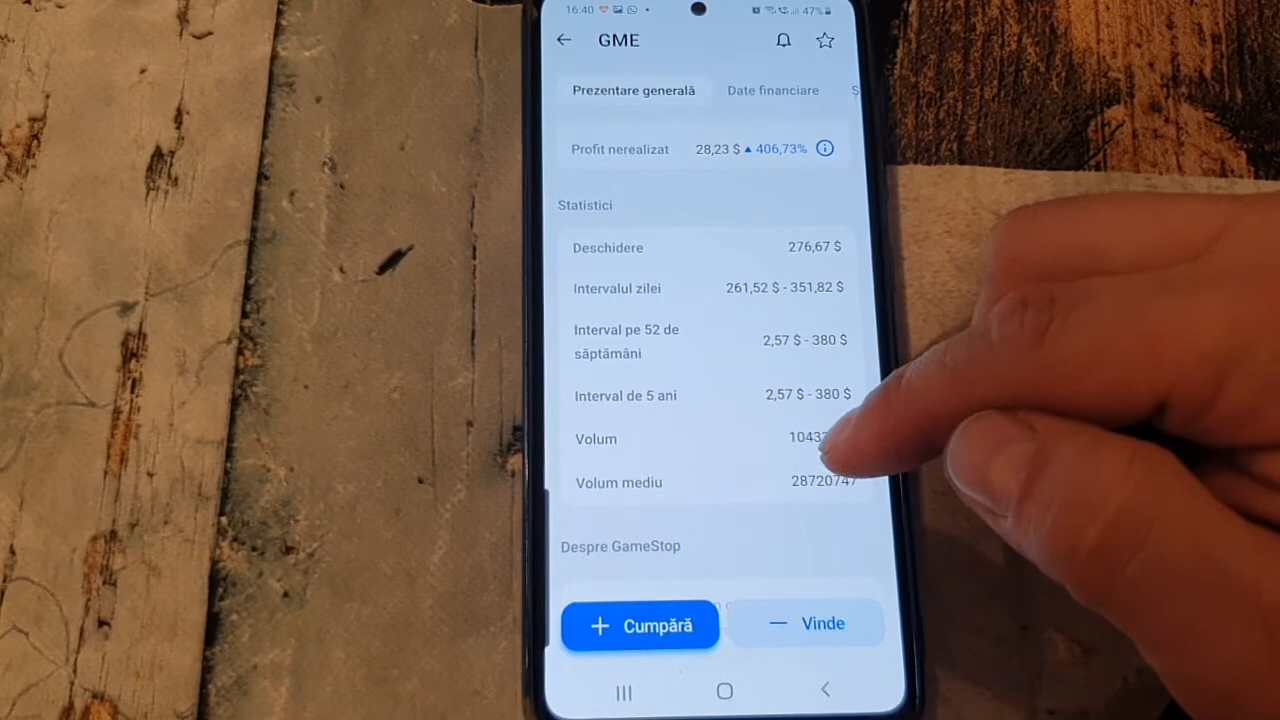 16.40 47%
GME
Prezentare generală Date financiare S
Profit nerealizat 28,23 $ ▲ 406,73%
Statistici
Deschidere 276,67 $
Intervalul zilei 261,52 $ - 351,82 $
Interval pe 52 de
săptămâni 2,57 $ - 380 $
Interval de 5 ani 2,57 $ - 380 $
Volum
Volum mediu 28720747
Despre GameStop
+ Cumpără — Vinde